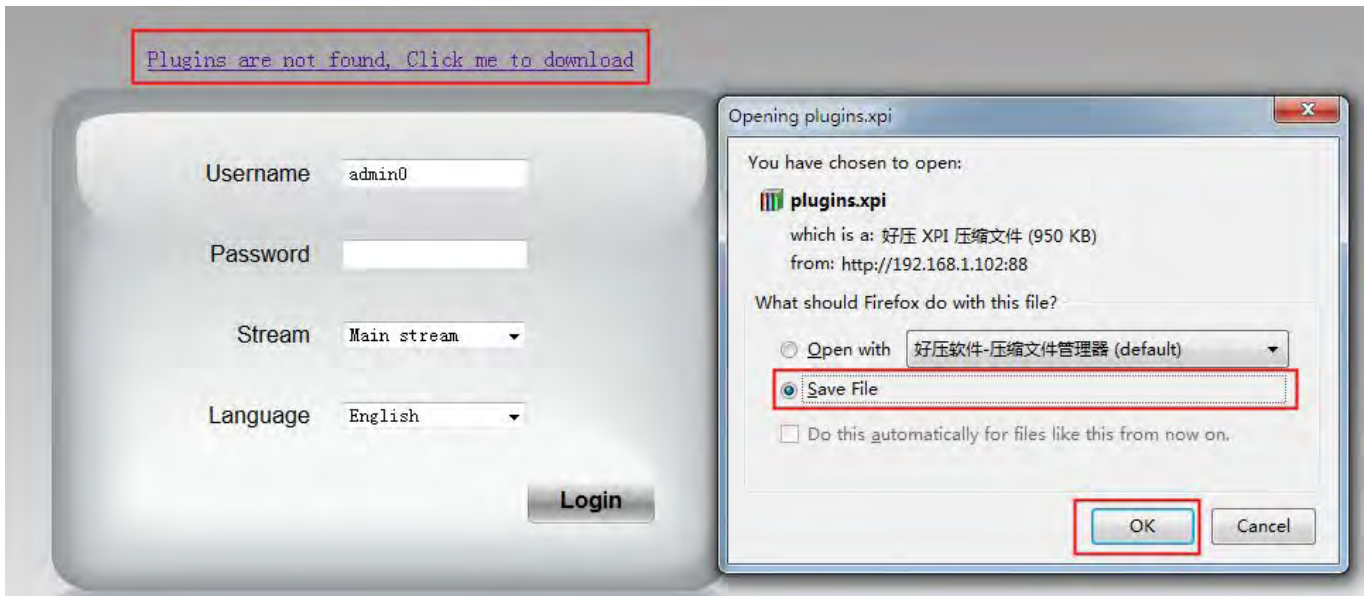 Plugins are not found, Click me to download
Username admin0
Password
Stream Main stream
Language English
Login
Opening plugins.xpi
You have chosen to open:
plugins.xpi
which is a: 好压 XPI 压缩文件 (950 KB)
from: http://192.168.1.102:88
What should Firefox do with this file?
Open with 好压软件-压缩文件管理器 (default)
Save File
Do this automatically for files like this from now on.
OK Cancel